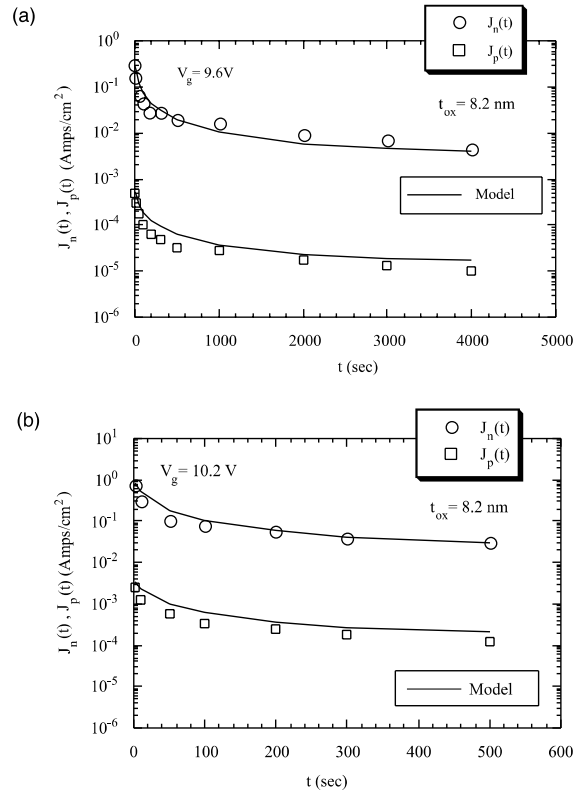 (a)
J_n(t)
J_p(t)
V_g = 9.6V
t_ox = 8.2 nm
Model
J_n(t) , J_p(t) (Amps/cm^2)
10^0
10^-1
10^-2
10^-3
10^-4
10^-5
10^-6
0 1000 2000 3000 4000 5000
t (sec)
(b)
J_n(t)
J_p(t)
V_g = 10.2 V
t_ox = 8.2 nm
Model
J_n(t) , J_p(t) (Amps/cm^2)
10^1
10^0
10^-1
10^-2
10^-3
10^-4
10^-5
10^-6
0 100 200 300 400 500 600
t (sec)